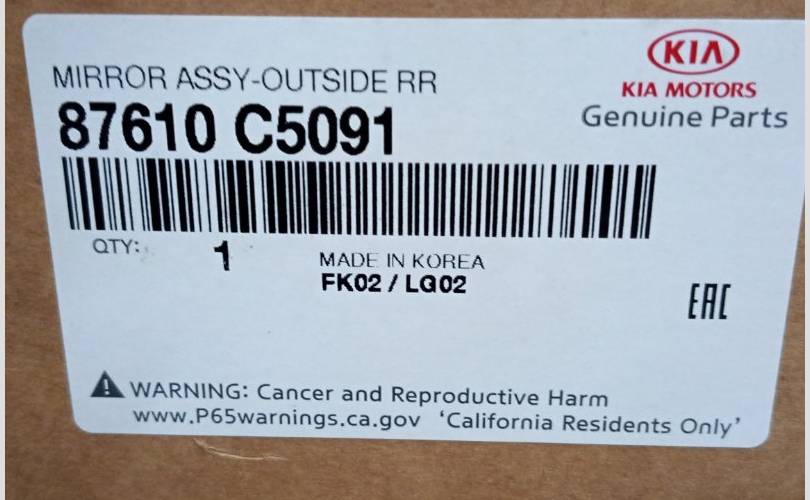 KIA
KIA MOTORS
Genuine Parts
MIRROR ASSY-OUTSIDE RR
87610 C5091
QTY: 1
MADE IN KOREA
FK02 / LQ02
EAC
WARNING: Cancer and Reproductive Harm
www.P65warnings.ca.gov ‘California Residents Only’